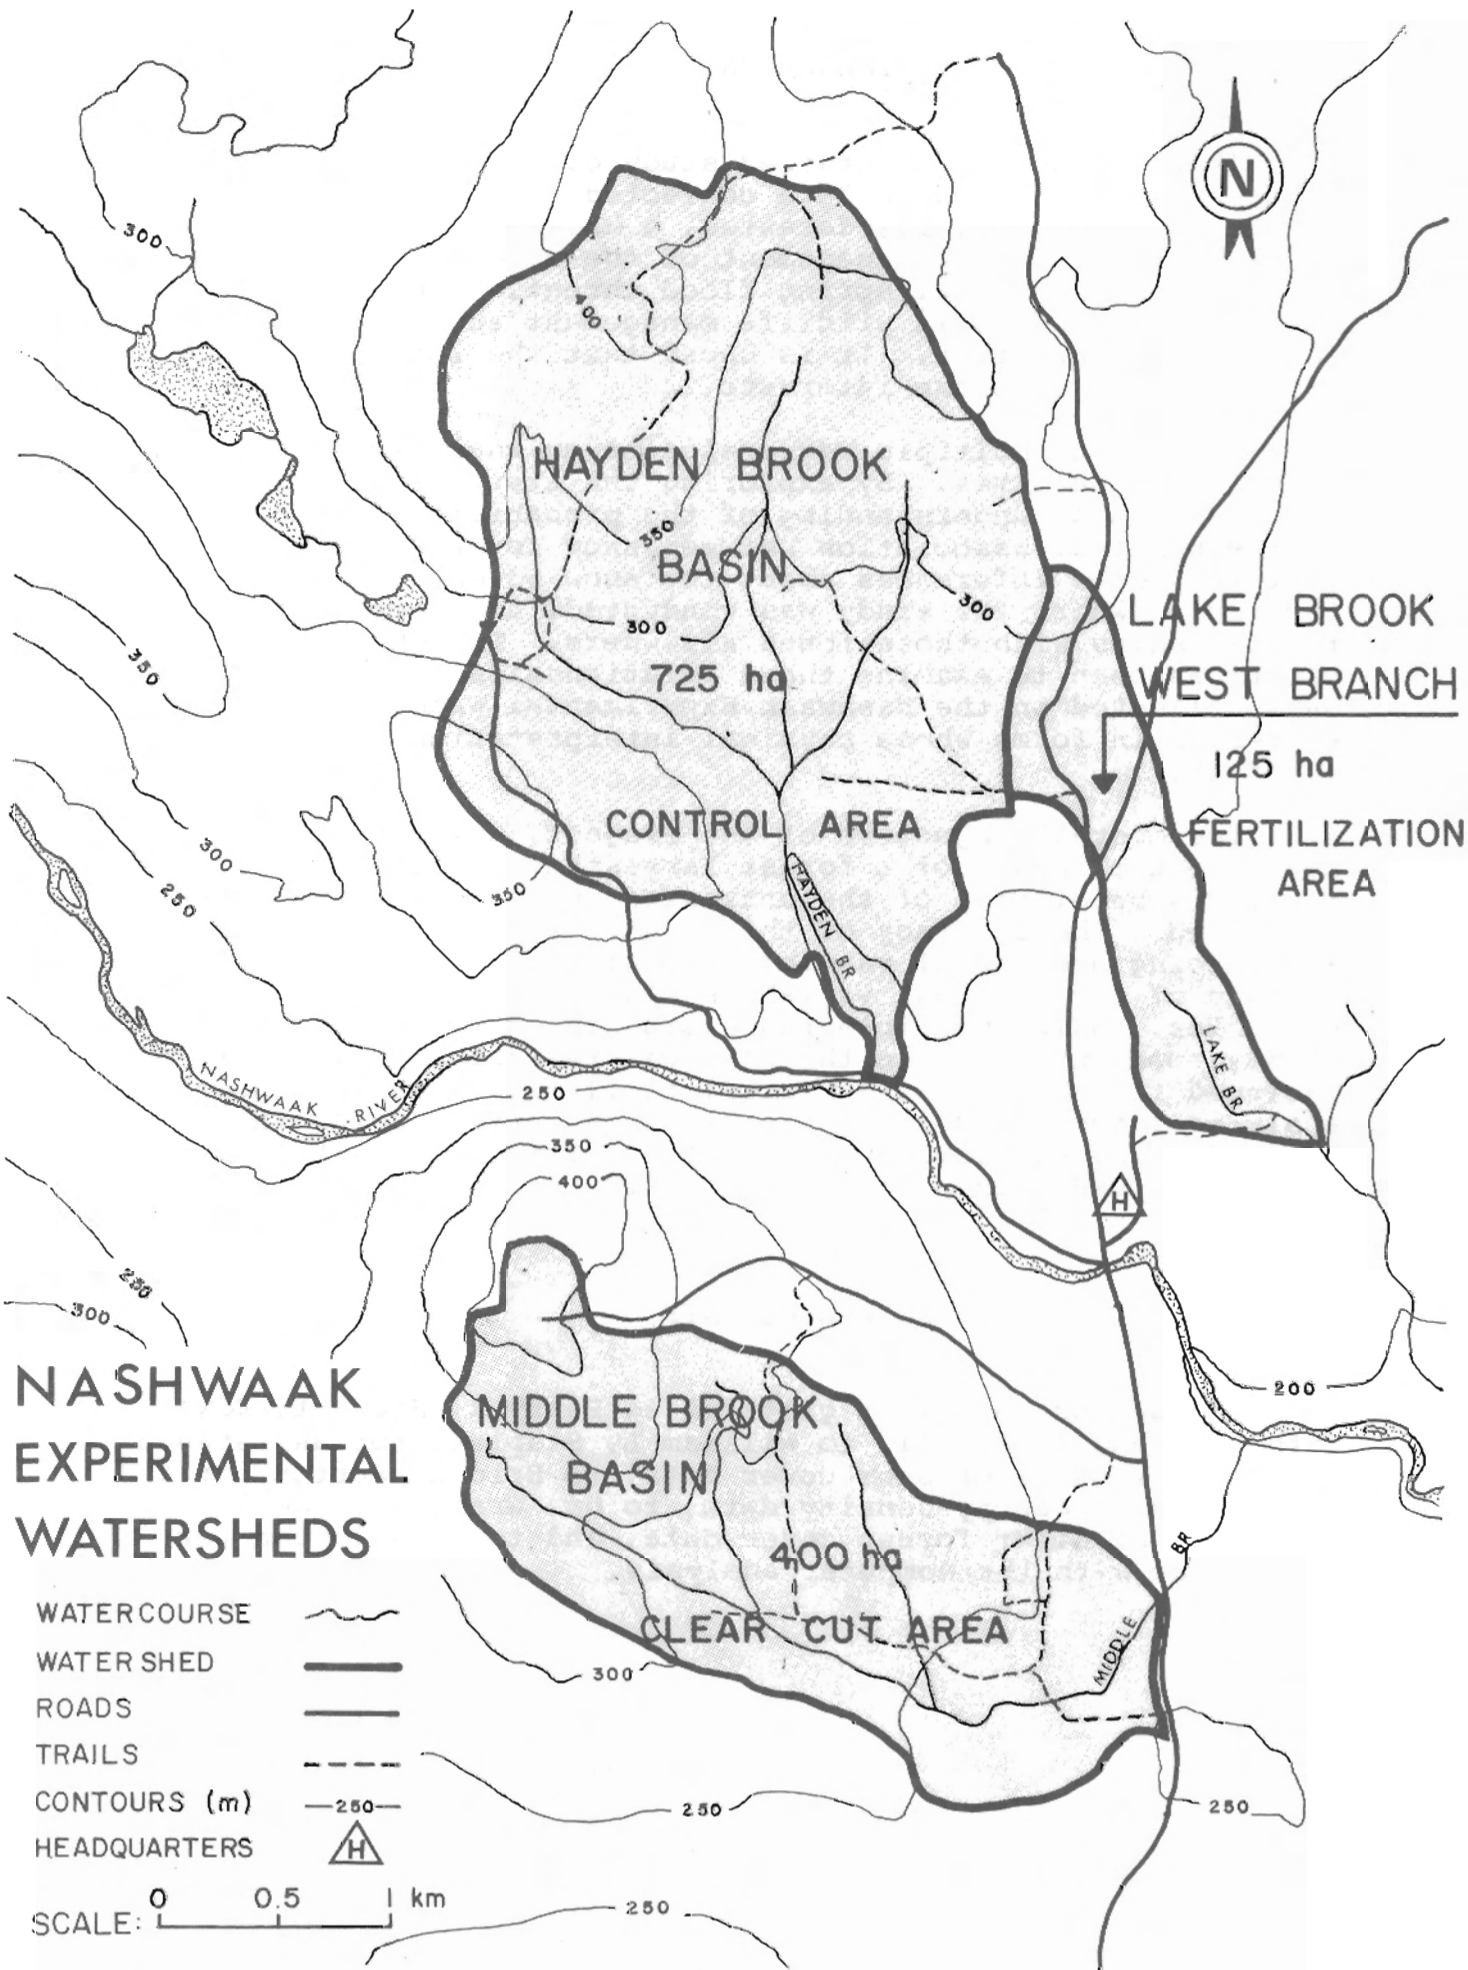 N
300
400
HAYDEN BROOK
350
BASIN
300
300
725 ha
350
LAKE BROOK
WEST BRANCH
125 ha
FERTILIZATION
AREA
CONTROL AREA
300
250
350
HAYDEN BR
LAKE BR
NASHWAAK RIVER
250
350
400
H
250
300
200
NASHWAAK
EXPERIMENTAL
WATERSHEDS
MIDDLE BROOK
BASIN
400 ha
CLEAR CUT AREA
MIDDLE BR
300
250
250
250
WATERCOURSE
WATERSHED
ROADS
TRAILS
CONTOURS (m) 250
HEADQUARTERS H
0 0.5 1 km
SCALE: